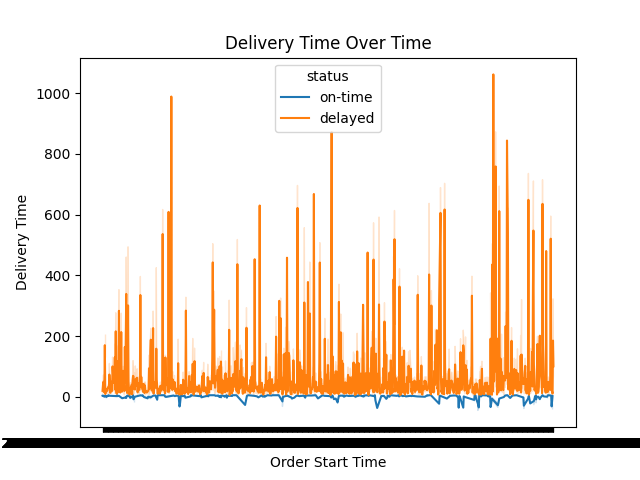 Delivery Time Over Time
status
on-time
delayed
1000
800
600
400
200
0
Delivery Time
Order Start Time